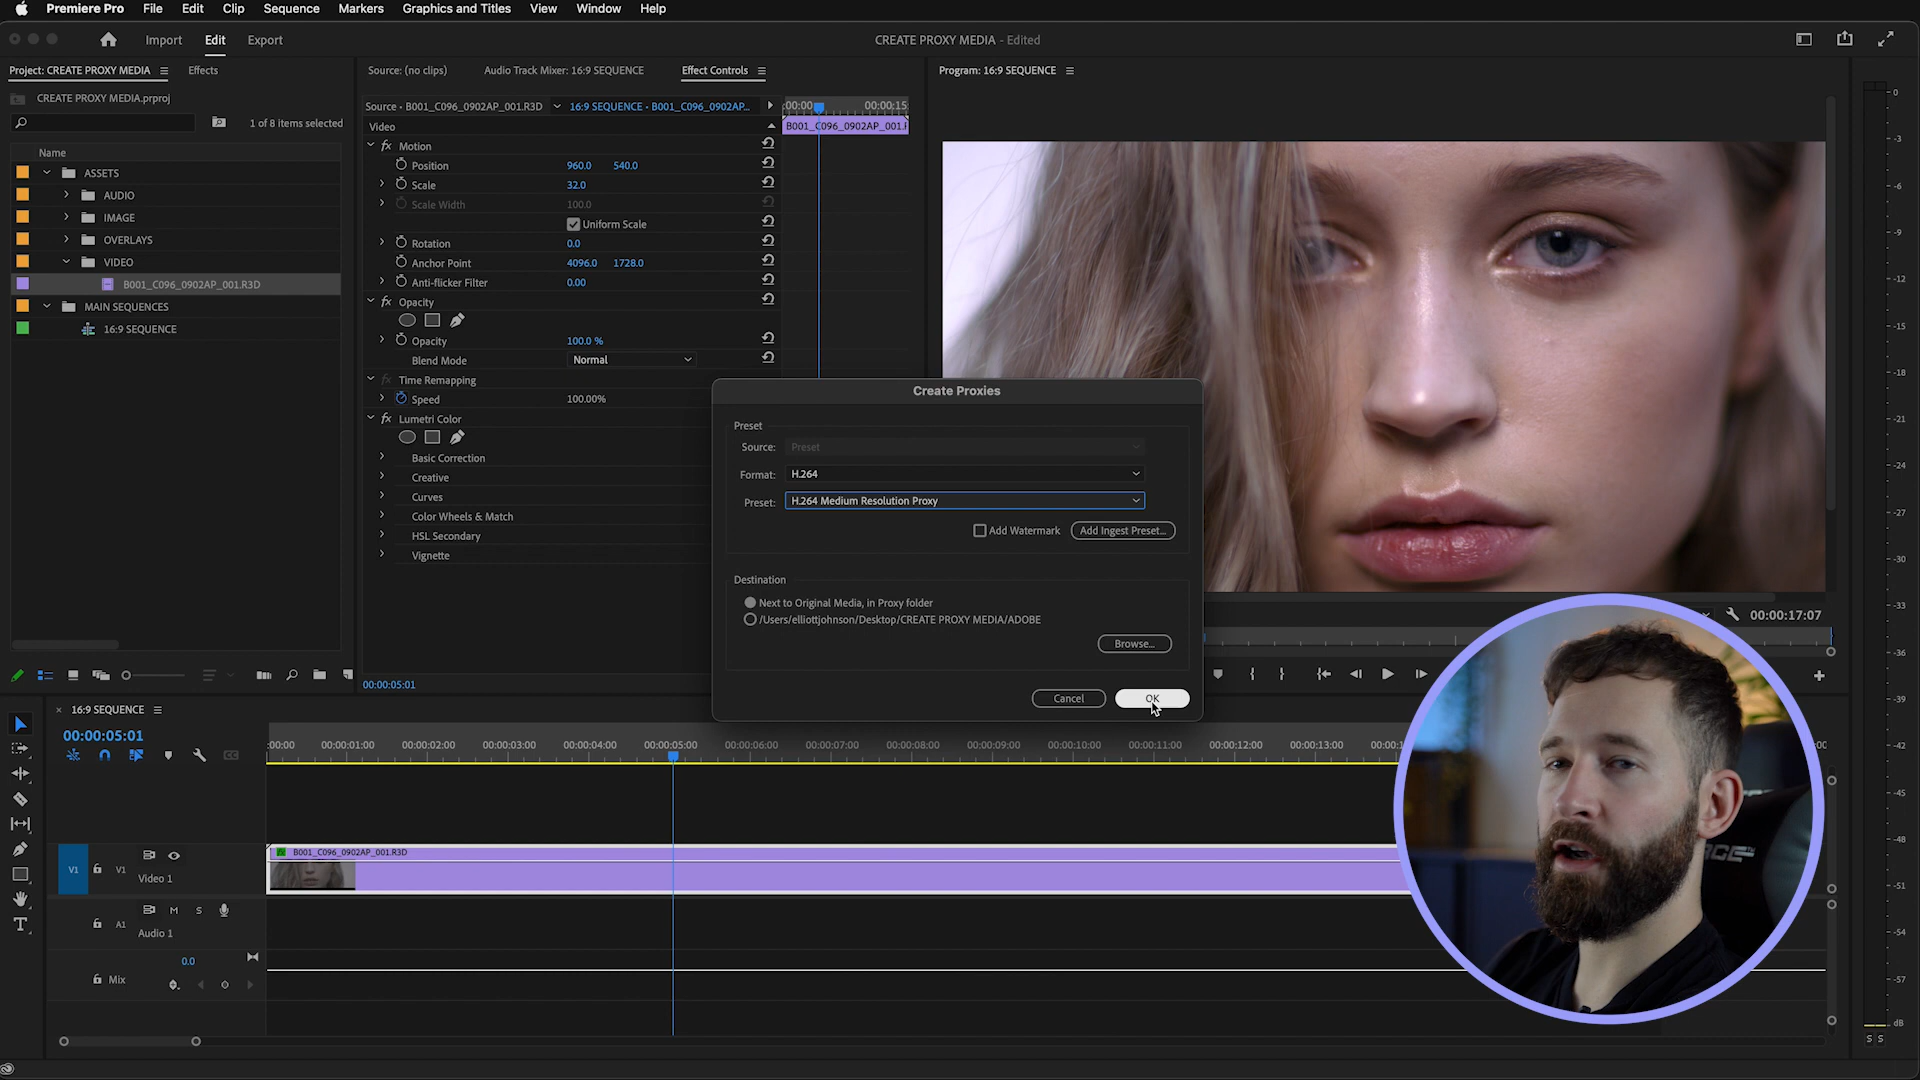 Premiere Pro File Edit Clip Sequence Markers Graphics and Titles View Window Help
Import Edit Export
CREATE PROXY MEDIA - Edited
Project: CREATE PROXY MEDIA Effects
CREATE PROXY MEDIA.prproj
1 of 8 items selected
Name
ASSETS
AUDIO
IMAGE
OVERLAYS
VIDEO
B001_C096_0902AP_001.R3D
MAIN SEQUENCES
16:9 SEQUENCE
Source: (no clips) Audio Track Mixer: 16:9 SEQUENCE Effect Controls
Source • B001_C096_0902AP_001.R3D 16:9 SEQUENCE • B001_C096_0902AP...
:00:00 00:00:15
Video B001_C096_0902AP_001.F
fx Motion
Position 960.0 540.0
Scale 32.0
Scale Width 100.0
Uniform Scale
Rotation 0.0
Anchor Point 4096.0 1728.0
Anti-flicker Filter 0.00
fx Opacity
Opacity 100.0 %
Blend Mode Normal
fx Time Remapping
Speed 100.00%
fx Lumetri Color
Basic Correction
Creative
Curves
Color Wheels & Match
HSL Secondary
Vignette
00:00:05:01
Program: 16:9 SEQUENCE
00:00:17:07
Create Proxies
Preset
Source: Preset
Format: H.264
Preset: H.264 Medium Resolution Proxy
Add Watermark Add Ingest Preset...
Destination
Next to Original Media, in Proxy folder
/Users/elliottjohnson/Desktop/CREATE PROXY MEDIA/ADOBE
Browse...
Cancel OK
× 16:9 SEQUENCE
00:00:05:01
:00:00 00:00:01:00 00:00:02:00 00:00:03:00 00:00:04:00 00:00:05:00 00:00:06:00 00:00:07:00 00:00:08:00 00:00:09:00 00:00:10:00 00:00:11:00 00:00:12:00 00:00:13:00
CC
B001_C096_0902AP_001.R3D
V1 V1 Video 1
M S
A1 Audio 1
0.0
Mix
T
0
-3
-6
-9
-12
-15
-18
-21
-24
-27
-30
-33
-36
-39
-42
-45
-48
-51
-54
-57
dB
S S